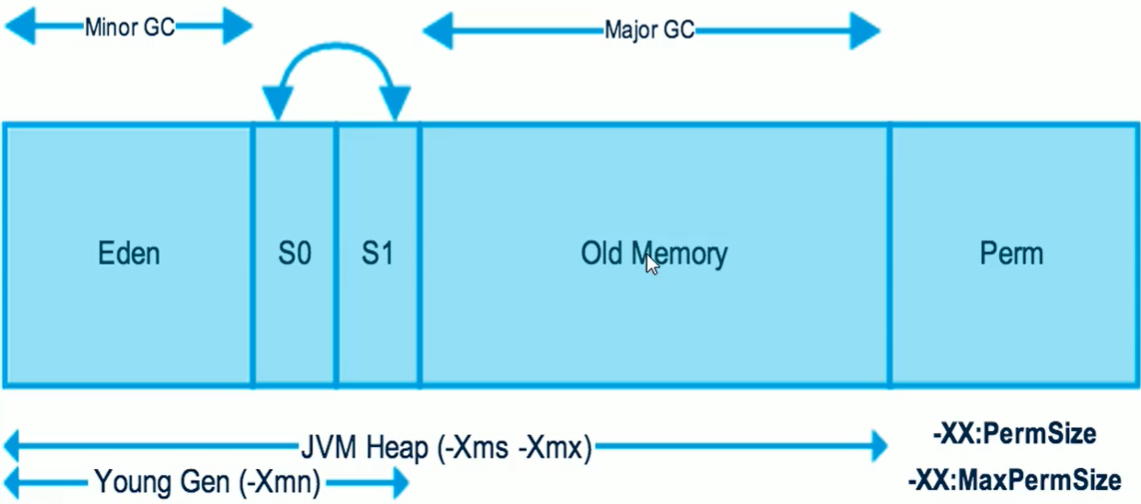 Minor GC
Major GC
Eden
S0
S1
Old Memory
Perm
JVM Heap (-Xms -Xmx)
-XX:PermSize
Young Gen (-Xmn)
-XX:MaxPermSize